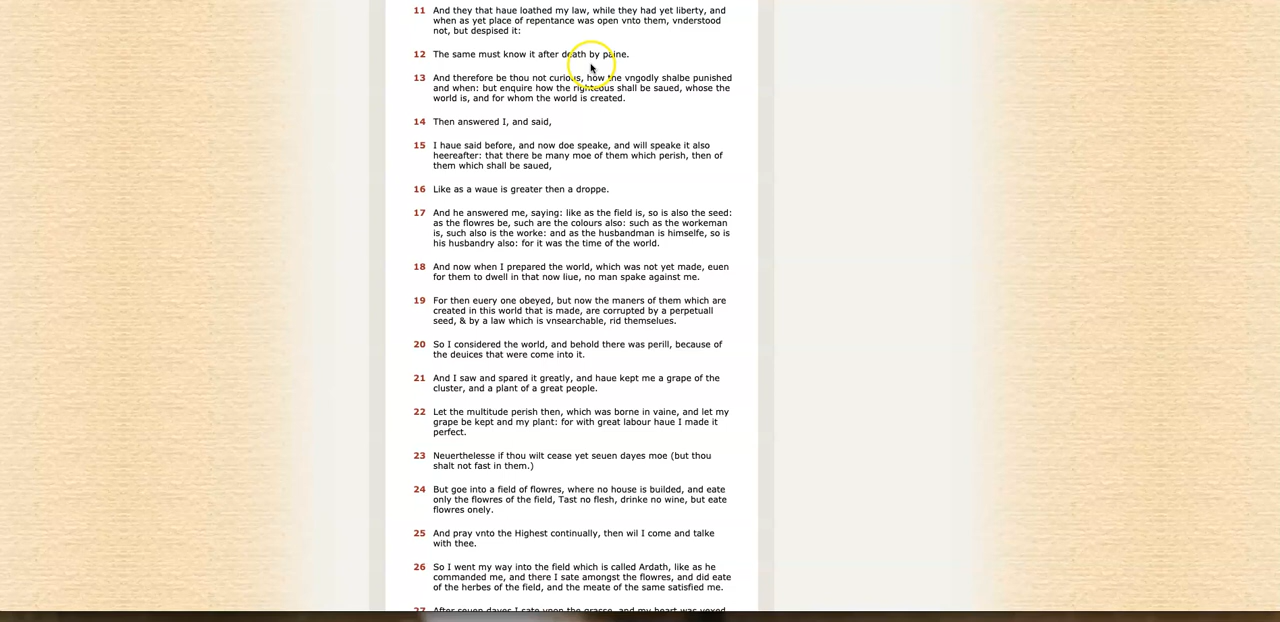 11 And they that haue loathed my law, while they had yet liberty, and
when as yet place of repentance was open vnto them, vnderstood
not, but despised it:
12 The same must know it after death by paine.
13 And therefore be thou not curious, how the vngodly shalbe punished
and when: but enquire how the righteous shall be saued, whose the
world is, and for whom the world is created.
14 Then answered I, and said,
15 I haue said before, and now doe speake, and will speake it also
heereafter: that there be many moe of them which perish, then of
them which shall be saued,
16 Like as a waue is greater then a droppe.
17 And he answered me, saying: like as the field is, so is also the seed:
as the flowres be, such are the colours also: such as the workeman
is, such also is the worke: and as the husbandman is himselfe, so is
his husbandry also: for it was the time of the world.
18 And now when I prepared the world, which was not yet made, euen
for them to dwell in that now liue, no man spake against me.
19 For then euery one obeyed, but now the maners of them which are
created in this world that is made, are corrupted by a perpetuall
seed, & by a law which is vnsearchable, rid themselues.
20 So I considered the world, and behold there was perill, because of
the deuices that were come into it.
21 And I saw and spared it greatly, and haue kept me a grape of the
cluster, and a plant of a great people.
22 Let the multitude perish then, which was borne in vaine, and let my
grape be kept and my plant: for with great labour haue I made it
perfect.
23 Neuerthelesse if thou wilt cease yet seuen dayes moe (but thou
shalt not fast in them.)
24 But goe into a field of flowres, where no house is builded, and eate
only the flowres of the field, Tast no flesh, drinke no wine, but eate
flowres onely.
25 And pray vnto the Highest continually, then wil I come and talke
with thee.
26 So I went my way into the field which is called Ardath, like as he
commanded me, and there I sate amongst the flowres, and did eate
of the herbes of the field, and the meate of the same satisfied me.
27 After seuen dayes I sate vpon the grasse, and my heart was vexed